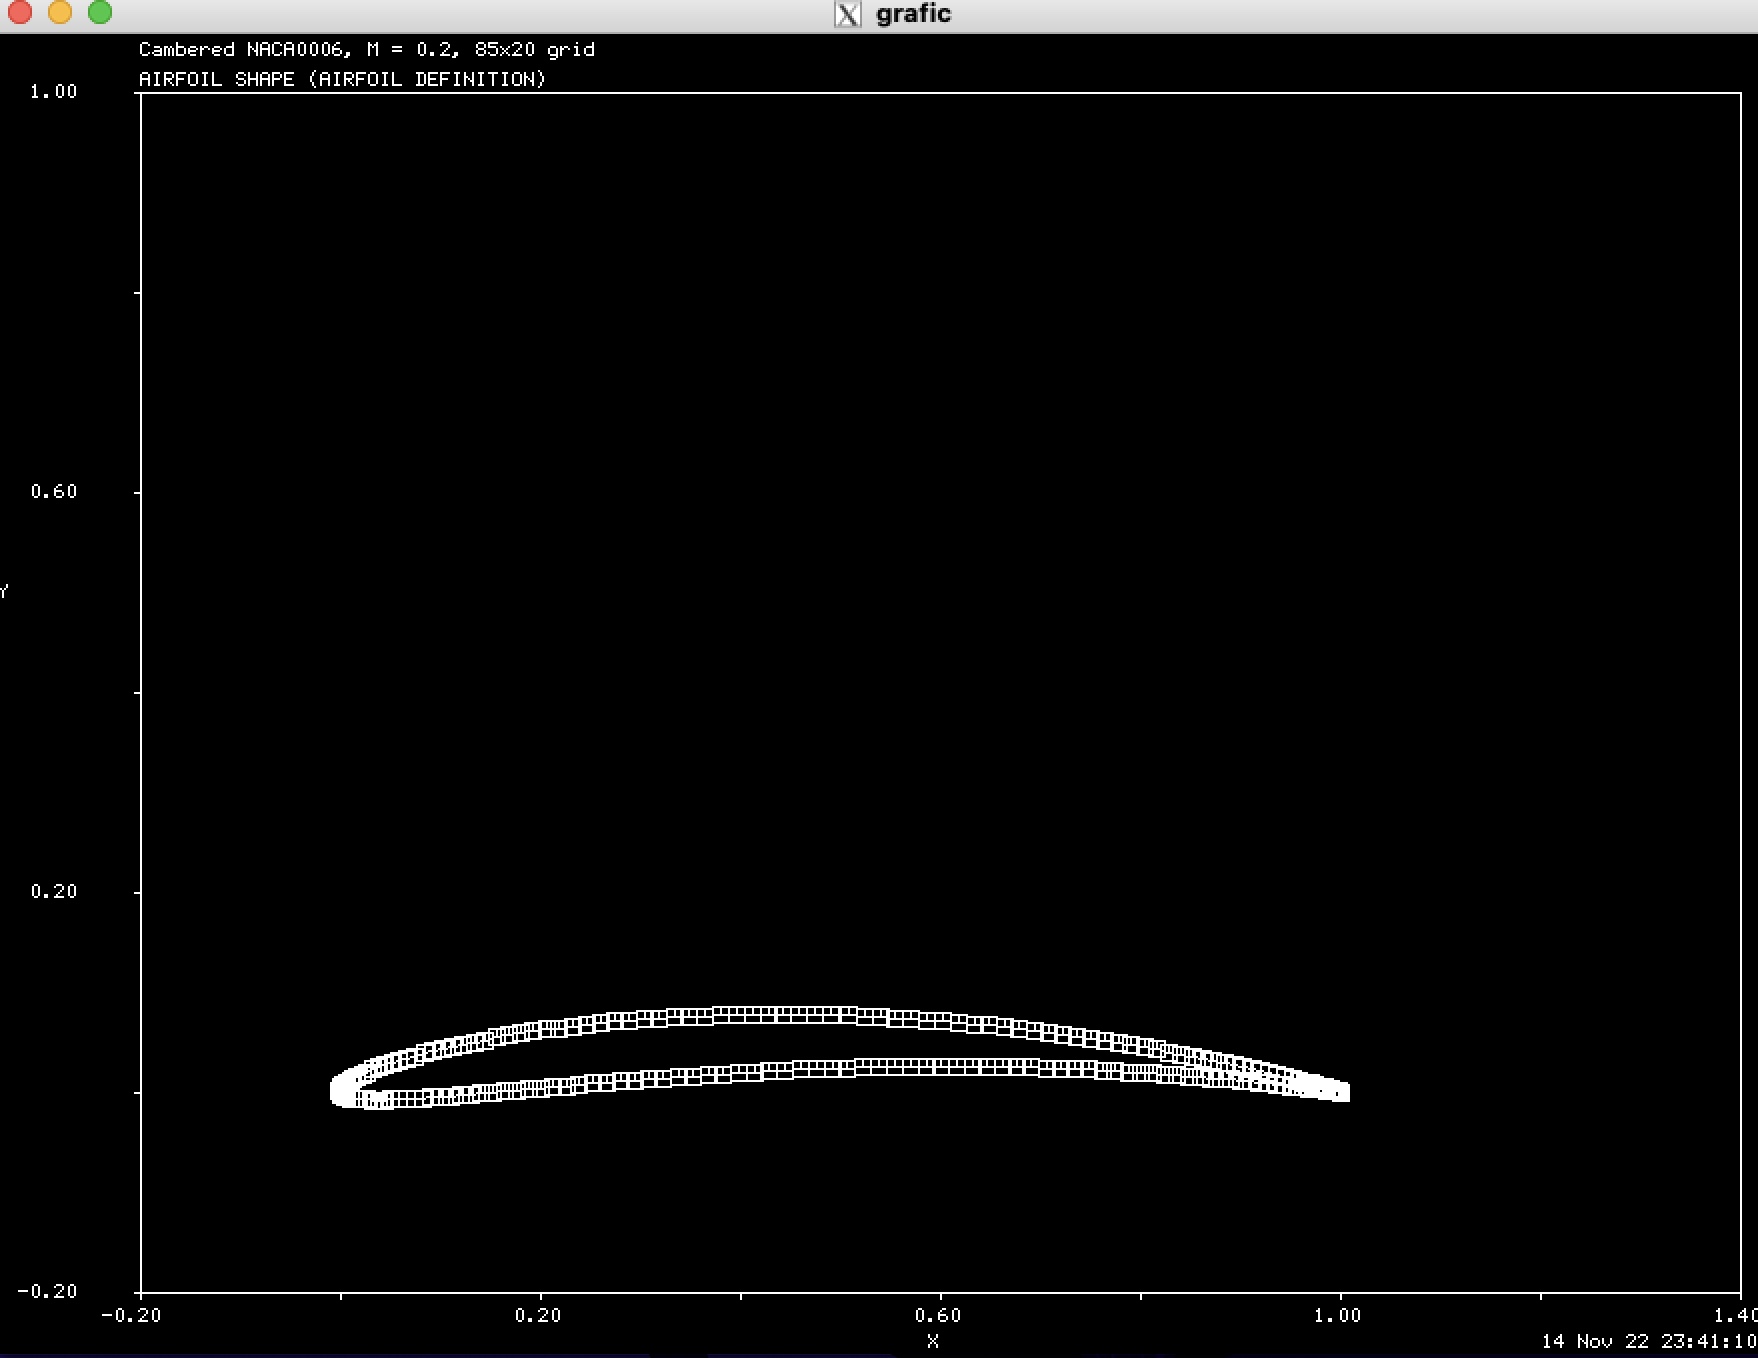 grafic
Cambered NACA0006, M = 0.2, 85x20 grid
AIRFOIL SHAPE (AIRFOIL DEFINITION)
1.00
0.60
Y
0.20
-0.20
-0.20 0.20 0.60 1.00 1.40
X
14 Nov 22 23:41:10